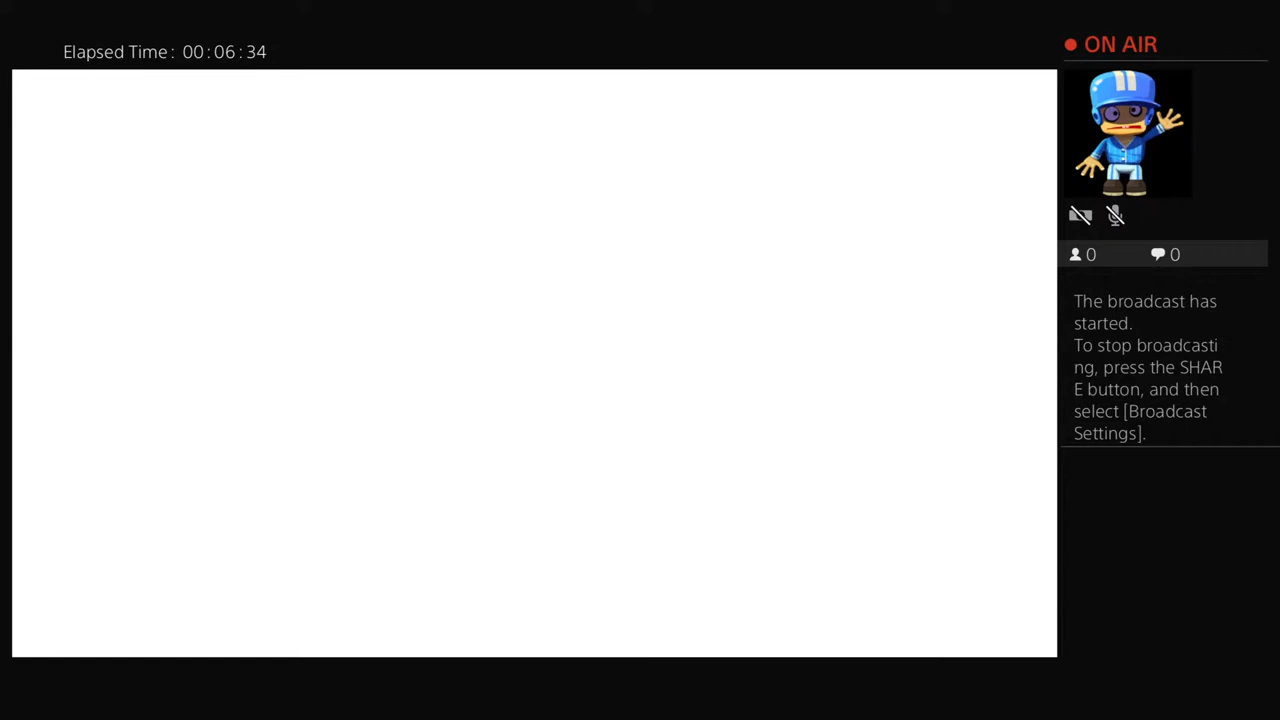 Elapsed Time: 00:06:34
ON AIR
0 0
The broadcast has
started.
To stop broadcasti
ng, press the SHAR
E button, and then
select [Broadcast
Settings].